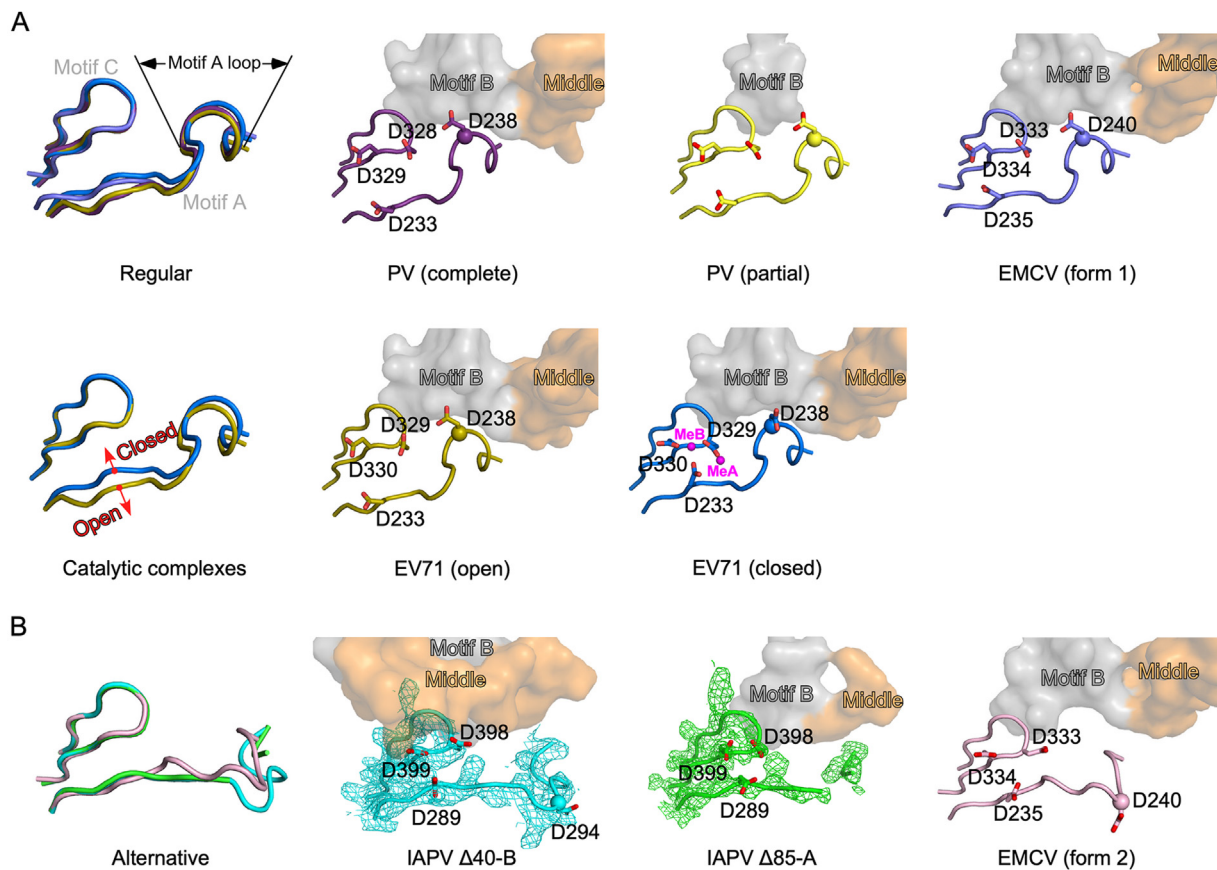 A
Motif C
Motif A loop
Motif A
Regular
Motif B
Middle
D328
D238
D329
D233
PV (complete)
Motif B
PV (partial)
Motif B
Middle
D333
D240
D334
D235
EMCV (form 1)
Closed
Open
Catalytic complexes
Motif B
Middle
D329
D238
D330
D233
EV71 (open)
Motif B
Middle
D238
D329
MeB
D330
MeA
D233
EV71 (closed)
B
Alternative
Motif B
Middle
D398
D399
D289
D294
IAPV Δ40-B
Motif B
Middle
D398
D399
D289
IAPV Δ85-A
Motif B
Middle
D333
D334
D235
D240
EMCV (form 2)